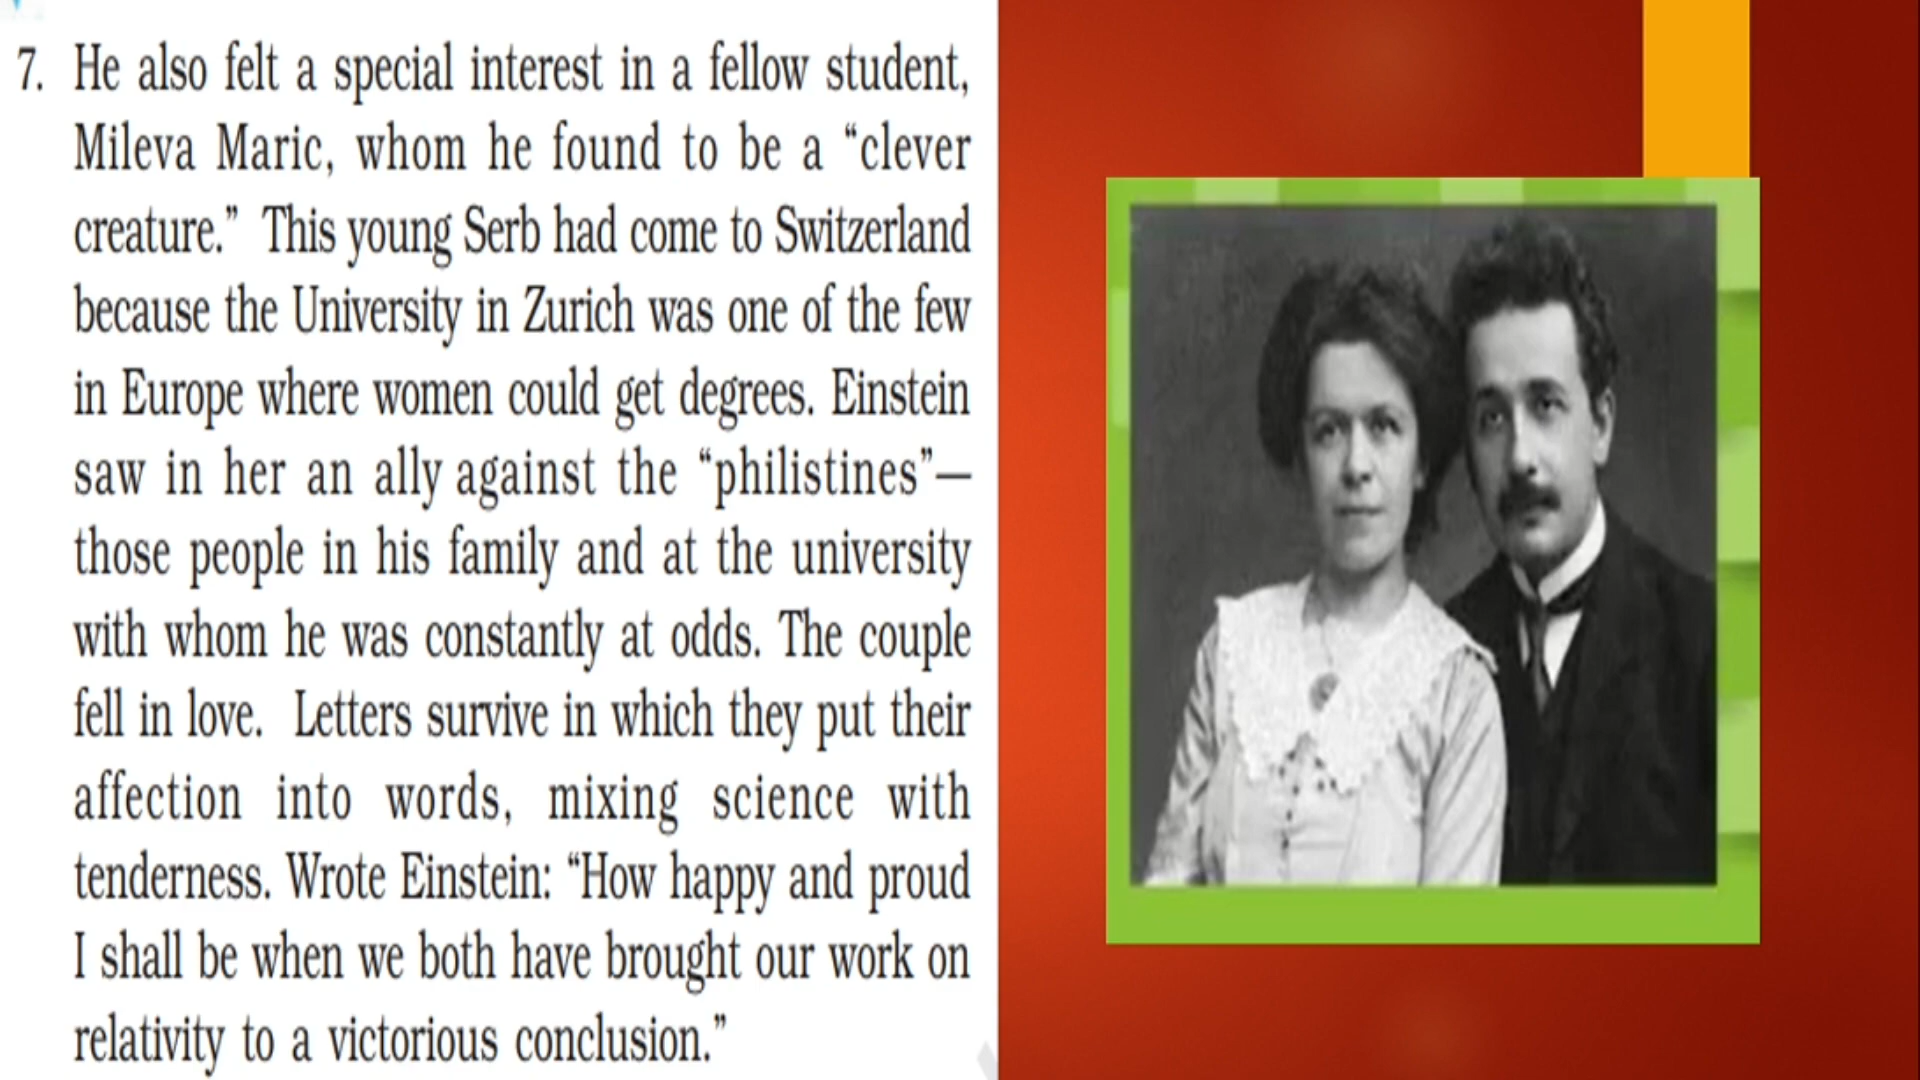 7. He also felt a special interest in a fellow student,
Mileva Maric, whom he found to be a “clever
creature.” This young Serb had come to Switzerland
because the University in Zurich was one of the few
in Europe where women could get degrees. Einstein
saw in her an ally against the “philistines”—
those people in his family and at the university
with whom he was constantly at odds. The couple
fell in love. Letters survive in which they put their
affection into words, mixing science with
tenderness. Wrote Einstein: “How happy and proud
I shall be when we both have brought our work on
relativity to a victorious conclusion.”